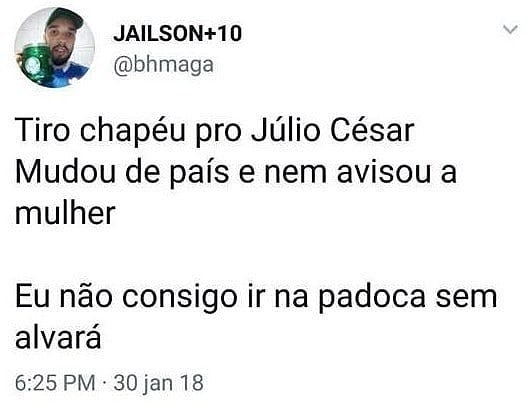 JAILSON+10
@bhmaga
Tiro chapéu pro Júlio César
Mudou de país e nem avisou a
mulher
Eu não consigo ir na padoca sem
alvará
6:25 PM · 30 jan 18